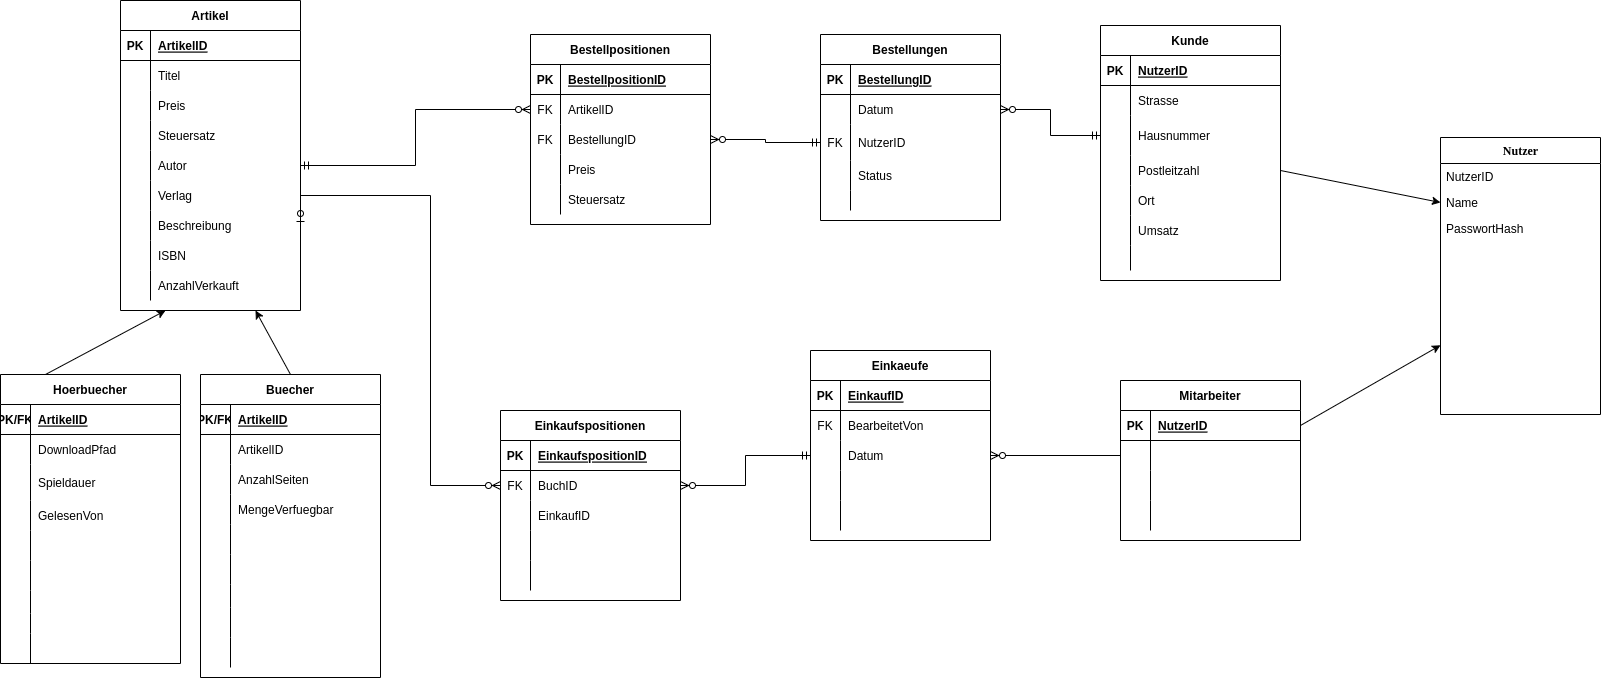 Artikel
PK ArtikelID
Titel
Preis
Steuersatz
Autor
Verlag
Beschreibung
ISBN
AnzahlVerkauft
Bestellpositionen
PK BestellpositionID
FK ArtikelID
FK BestellungID
Preis
Steuersatz
Bestellungen
PK BestellungID
Datum
FK NutzerID
Status
Kunde
PK NutzerID
Strasse
Hausnummer
Postleitzahl
Ort
Umsatz
Nutzer
NutzerID
Name
PasswortHash
Hoerbuecher
PK/FK ArtikelID
DownloadPfad
Spieldauer
GelesenVon
Buecher
PK/FK ArtikelID
ArtikelID
AnzahlSeiten
MengeVerfuegbar
Einkaufspositionen
PK EinkaufspositionID
FK BuchID
EinkaufID
Einkaeufe
PK EinkaufID
FK BearbeitetVon
Datum
Mitarbeiter
PK NutzerID